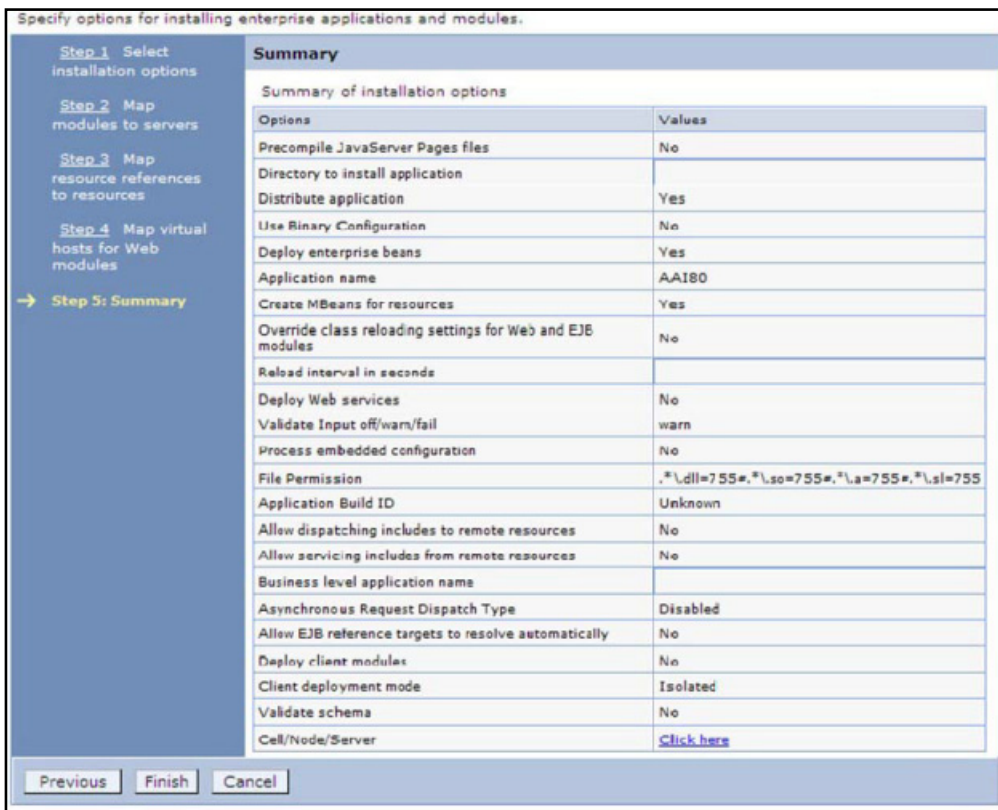 Specify options for installing enterprise applications and modules.
Step 1 Select
installation options
Step 2 Map
modules to servers
Step 3 Map
resource references
to resources
Step 4 Map virtual
hosts for Web
modules
Step 5: Summary
Summary
Summary of installation options
Options Values
Precompile JavaServer Pages files No
Directory to install application
Distribute application Yes
Use Binary Configuration No
Deploy enterprise beans Yes
Application name AAI80
Create MBeans for resources Yes
Override class reloading settings for Web and EJB
modules No
Reload interval in seconds
Deploy Web services No
Validate Input off/warn/fail warn
Process embedded configuration No
File Permission .*\.dll=755#.*\.so=755#.*\.a=755#.*\.sl=755
Application Build ID Unknown
Allow dispatching includes to remote resources No
Allow servicing includes from remote resources No
Business level application name
Asynchronous Request Dispatch Type Disabled
Allow EJB reference targets to resolve automatically No
Deploy client modules No
Client deployment mode Isolated
Validate schema No
Cell/Node/Server Click here
Previous Finish Cancel